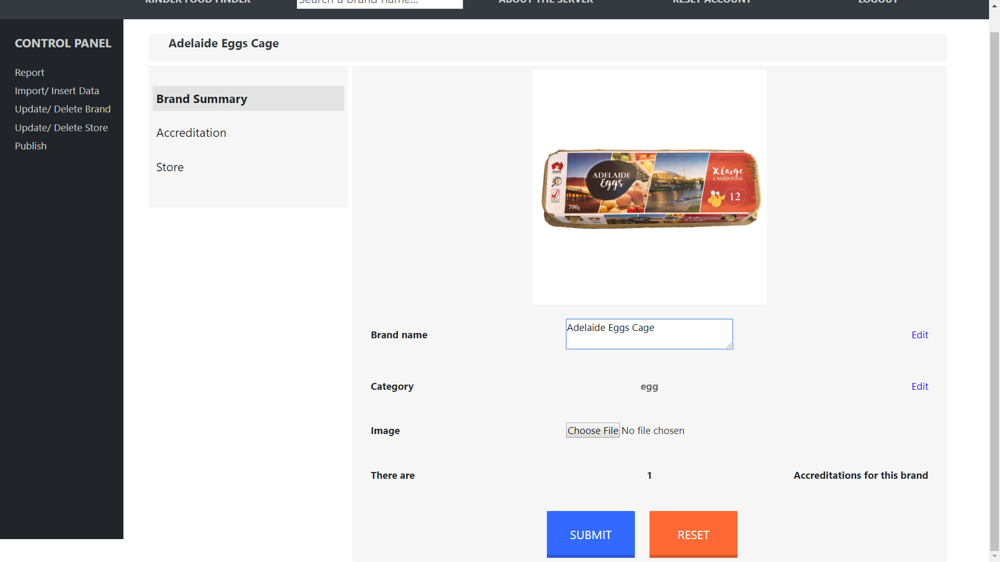 KINDER FOOD FINDER
Search a brand name...
ABOUT THE SERVER
RESET ACCOUNT
LOGOUT
CONTROL PANEL
Report
Import/ Insert Data
Update/ Delete Brand
Update/ Delete Store
Publish
Adelaide Eggs Cage
Brand Summary
Accreditation
Store
SOUTH
ADELAIDE
Eggs
700g
X Large
CAGED EGGS
12
Brand name
Adelaide Eggs Cage
Edit
Category
egg
Edit
Image
Choose File No file chosen
There are
1
Accreditations for this brand
SUBMIT
RESET